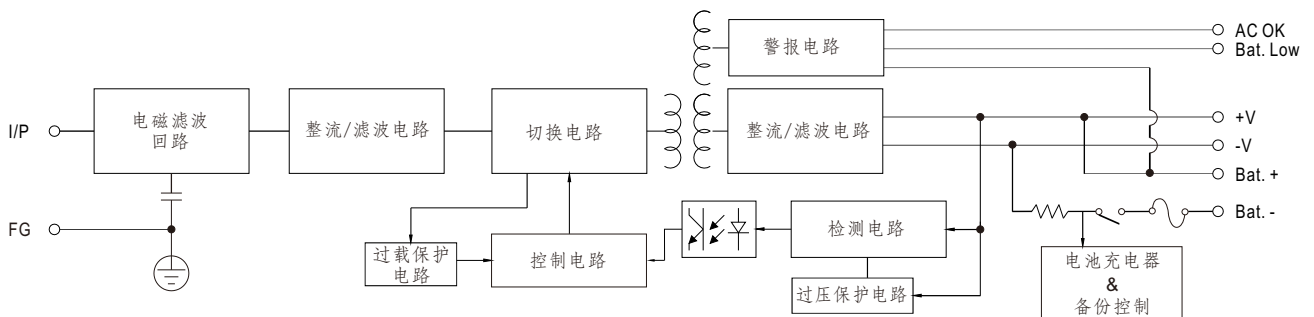 AC OK
警报电路
Bat. Low
I/P
电磁滤波
回路
整流/滤波电路
切换电路
整流/滤波电路
+V
-V
Bat. +
Bat. -
FG
过载保护
电路
控制电路
检测电路
过压保护电路
电池充电器
&
备份控制